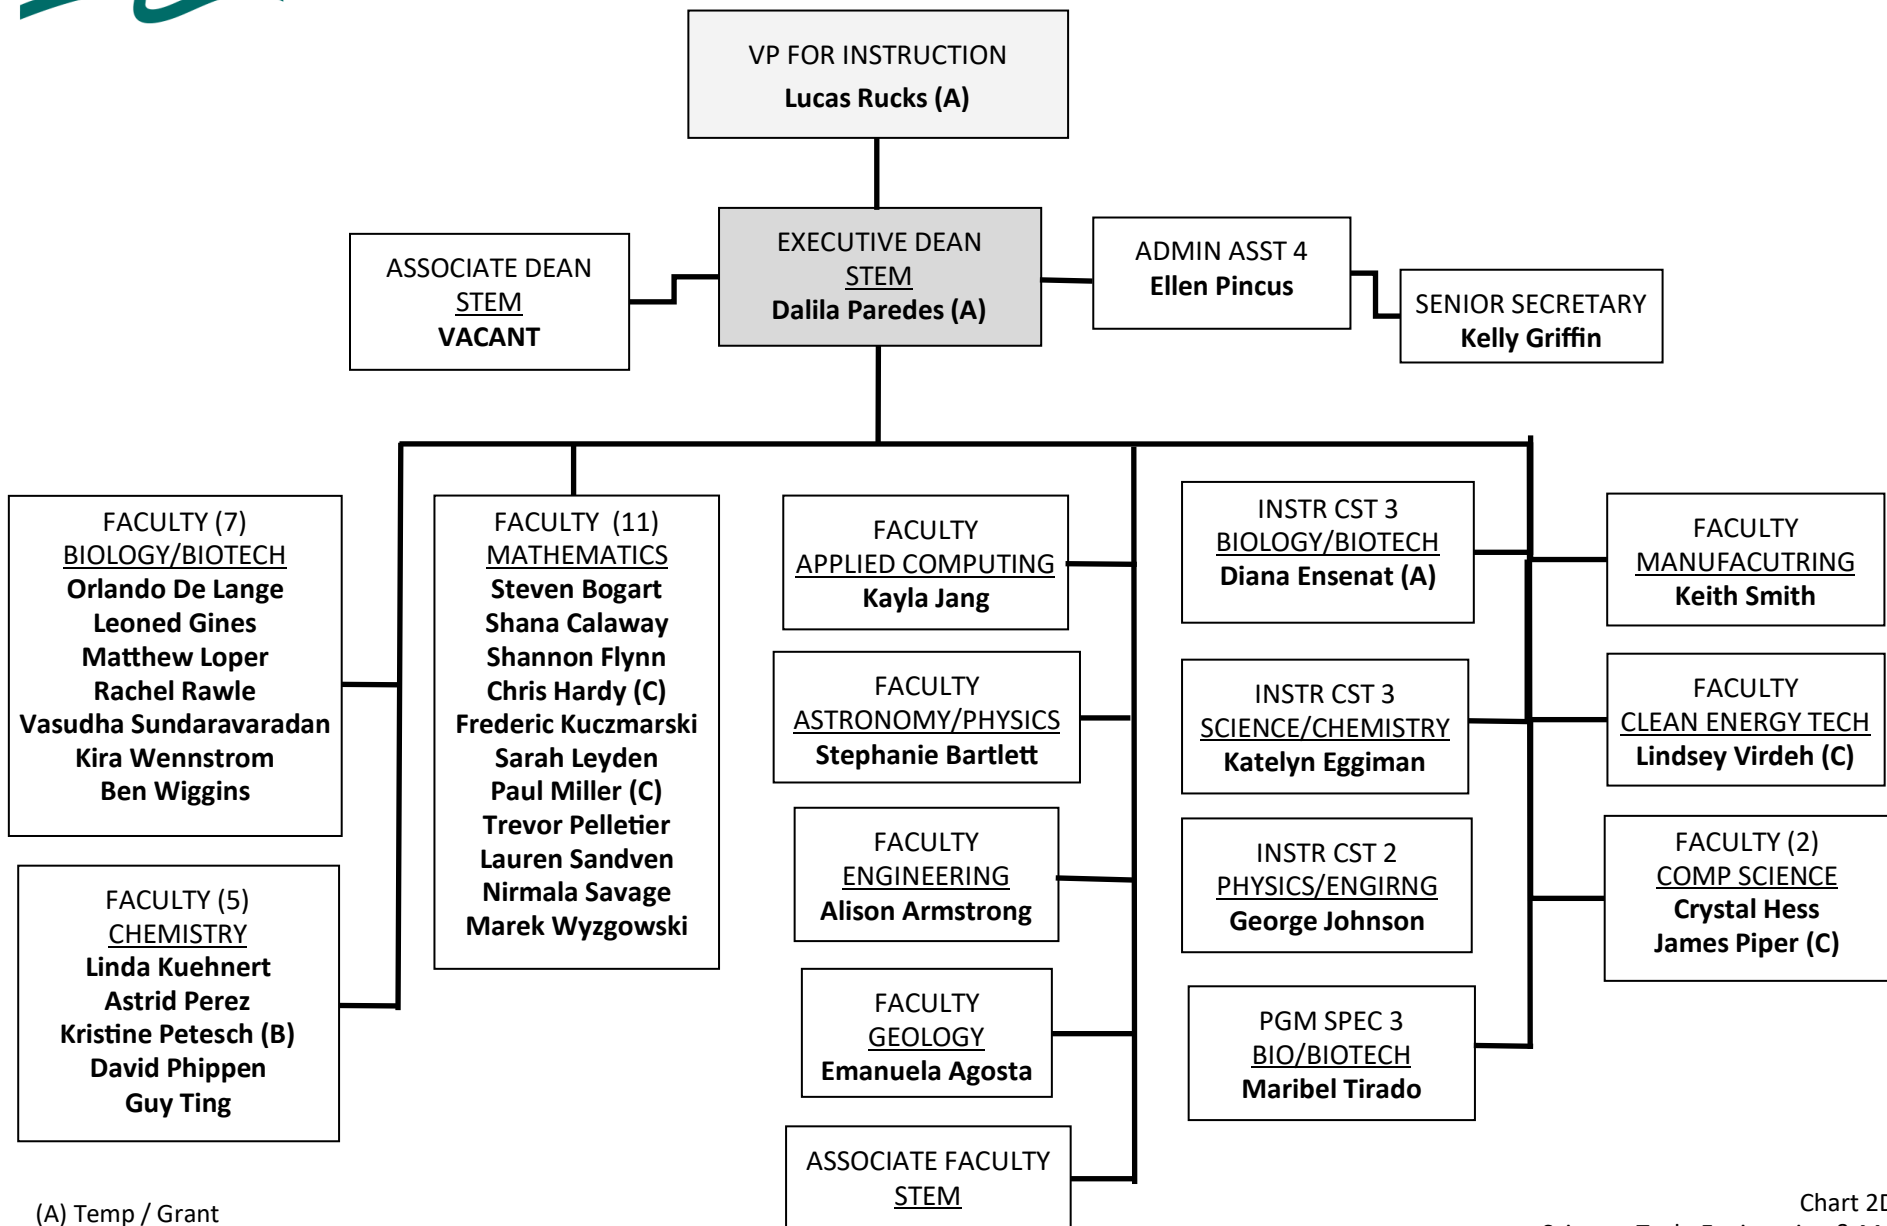 VP FOR INSTRUCTION
Lucas Rucks (A)
EXECUTIVE DEAN
STEM
Dalila Paredes (A)
ASSOCIATE DEAN
STEM
VACANT
ADMIN ASST 4
Ellen Pincus
SENIOR SECRETARY
Kelly Griffin
FACULTY (7)
BIOLOGY/BIOTECH
Orlando De Lange
Leoned Gines
Matthew Loper
Rachel Rawle
Vasudha Sundaravaradan
Kira Wennstrom
Ben Wiggins
FACULTY (5)
CHEMISTRY
Linda Kuehnert
Astrid Perez
Kristine Petesch (B)
David Phippen
Guy Ting
FACULTY (11)
MATHEMATICS
Steven Bogart
Shana Calaway
Shannon Flynn
Chris Hardy (C)
Frederic Kuczmarski
Sarah Leyden
Paul Miller (C)
Trevor Pelletier
Lauren Sandven
Nirmala Savage
Marek Wyzgowski
FACULTY
APPLIED COMPUTING
Kayla Jang
FACULTY
ASTRONOMY/PHYSICS
Stephanie Bartlett
FACULTY
ENGINEERING
Alison Armstrong
FACULTY
GEOLOGY
Emanuela Agosta
ASSOCIATE FACULTY
STEM
INSTR CST 3
BIOLOGY/BIOTECH
Diana Ensenat (A)
INSTR CST 3
SCIENCE/CHEMISTRY
Katelyn Eggiman
INSTR CST 2
PHYSICS/ENGIRNG
George Johnson
PGM SPEC 3
BIO/BIOTECH
Maribel Tirado
FACULTY
MANUFACUTRING
Keith Smith
FACULTY
CLEAN ENERGY TECH
Lindsey Virdeh (C)
FACULTY (2)
COMP SCIENCE
Crystal Hess
James Piper (C)
(A) Temp / Grant
Chart 2D